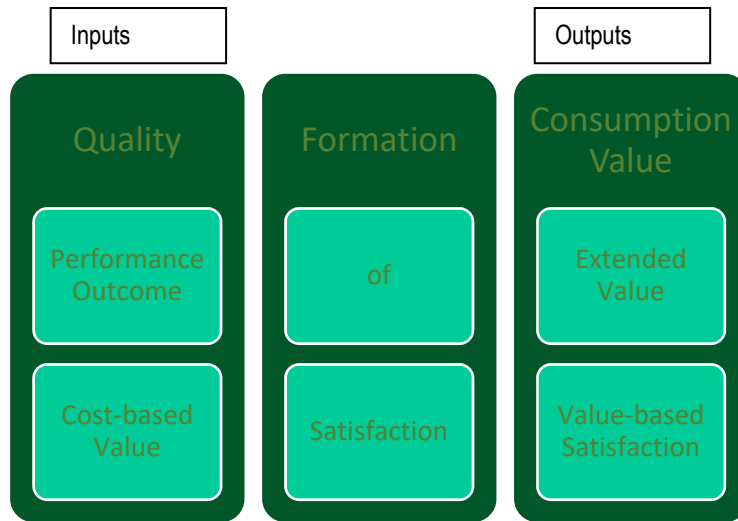 Inputs
Outputs
Quality
Performance
Outcome
Cost-based
Value
Formation
of
Satisfaction
Consumption
Value
Extended
Value
Value-based
Satisfaction